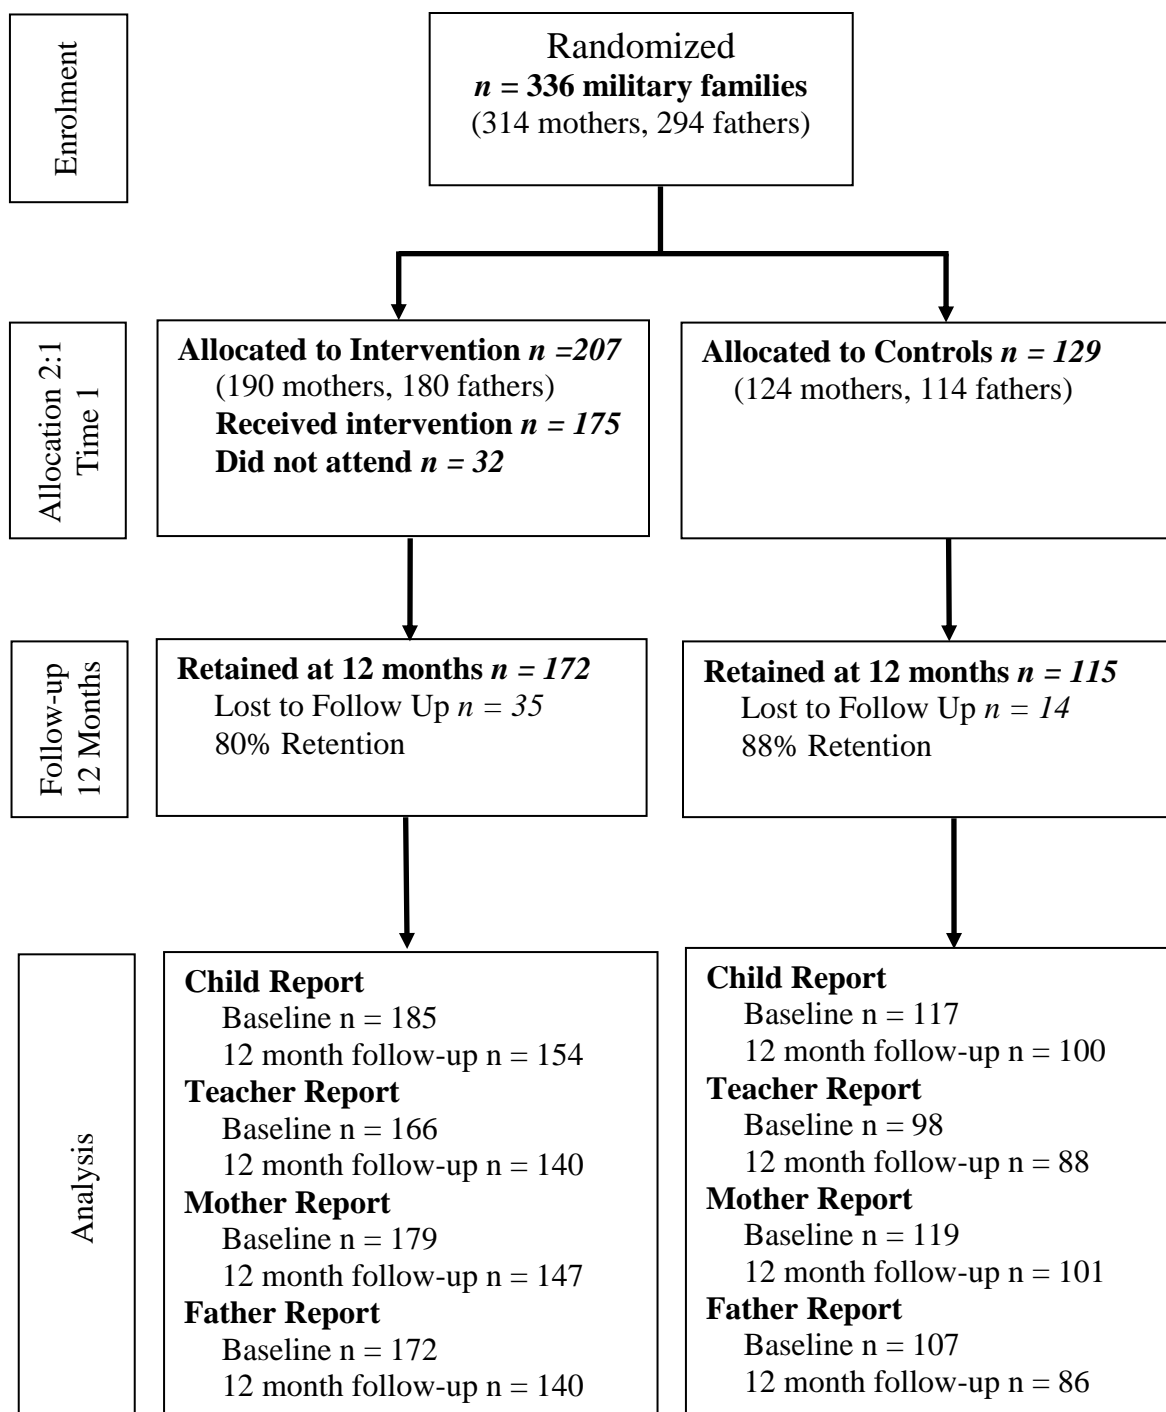 Enrolment
Randomized
n = 336 military families
(314 mothers, 294 fathers)
Allocation 2:1
Time 1
Allocated to Intervention n =207
(190 mothers, 180 fathers)
Received intervention n = 175
Did not attend n = 32
Allocated to Controls n = 129
(124 mothers, 114 fathers)
Follow-up
12 Months
Retained at 12 months n = 172
Lost to Follow Up n = 35
80% Retention
Retained at 12 months n = 115
Lost to Follow Up n = 14
88% Retention
Analysis
Child Report
Baseline n = 185
12 month follow-up n = 154
Teacher Report
Baseline n = 166
12 month follow-up n = 140
Mother Report
Baseline n = 179
12 month follow-up n = 147
Father Report
Baseline n = 172
12 month follow-up n = 140
Child Report
Baseline n = 117
12 month follow-up n = 100
Teacher Report
Baseline n = 98
12 month follow-up n = 88
Mother Report
Baseline n = 119
12 month follow-up n = 101
Father Report
Baseline n = 107
12 month follow-up n = 86